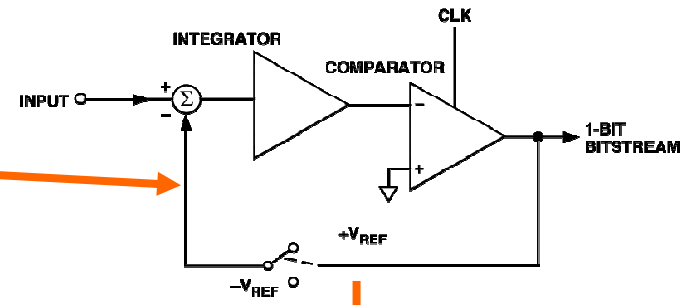 CLK
INTEGRATOR
COMPARATOR
INPUT
+
−
Σ
−
+
1-BIT
BITSTREAM
+VREF
−VREF